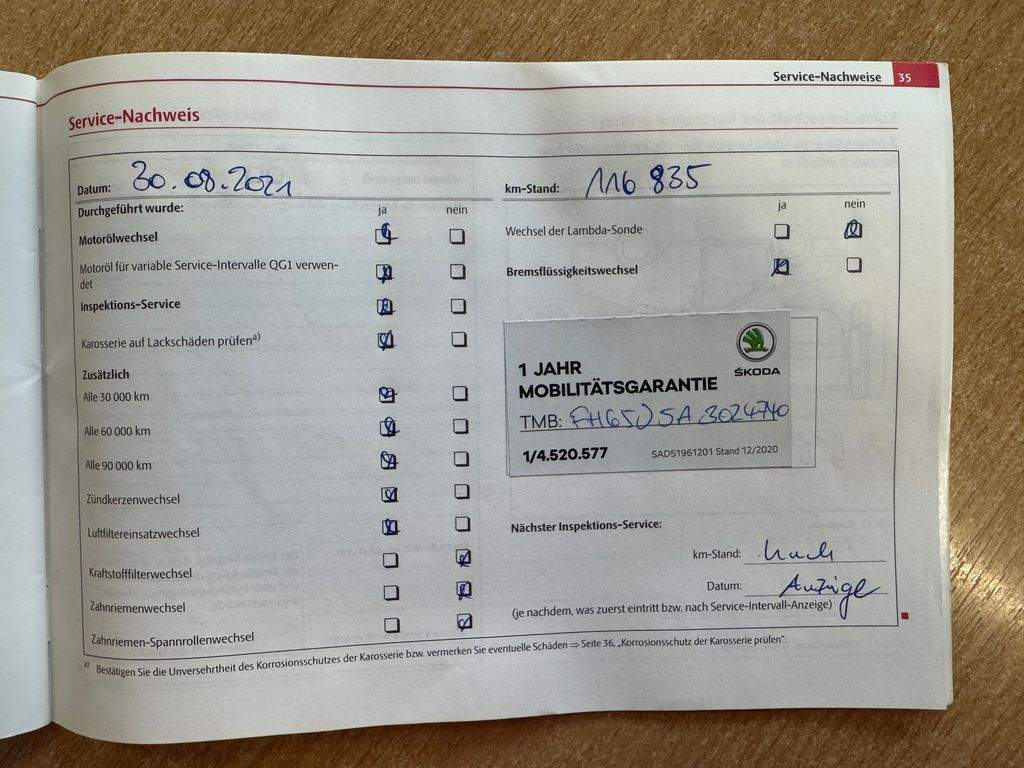 Service-Nachweise 35
Service-Nachweis
Datum: 30.08.2021
km-Stand: 116 835
Durchgeführt wurde: ja nein
Motorölwechsel
Motoröl für variable Service-Intervalle QG1 verwen-
det
Inspektions-Service
Karosserie auf Lackschäden prüfen a)
Zusätzlich
Alle 30 000 km
Alle 60 000 km
Alle 90 000 km
Zündkerzenwechsel
Luftfiltereinsatzwechsel
Kraftstofffilterwechsel
Zahnriemenwechsel
Zahnriemen-Spannrollenwechsel
ja nein
Wechsel der Lambda-Sonde
Bremsflüssigkeitswechsel
1 JAHR
MOBILITÄTSGARANTIE
ŠKODA
TMB:
1/4.520.577 SAD51961201 Stand 12/2020
Nächster Inspektions-Service:
km-Stand: nach
Datum: Anzeige
(je nachdem, was zuerst eintritt bzw. nach Service-Intervall-Anzeige)
a) Bestätigen Sie die Unversehrtheit des Korrosionsschutzes der Karosserie bzw. vermerken Sie eventuelle Schäden ⇒ Seite 36, „Korrosionsschutz der Karosserie prüfen".